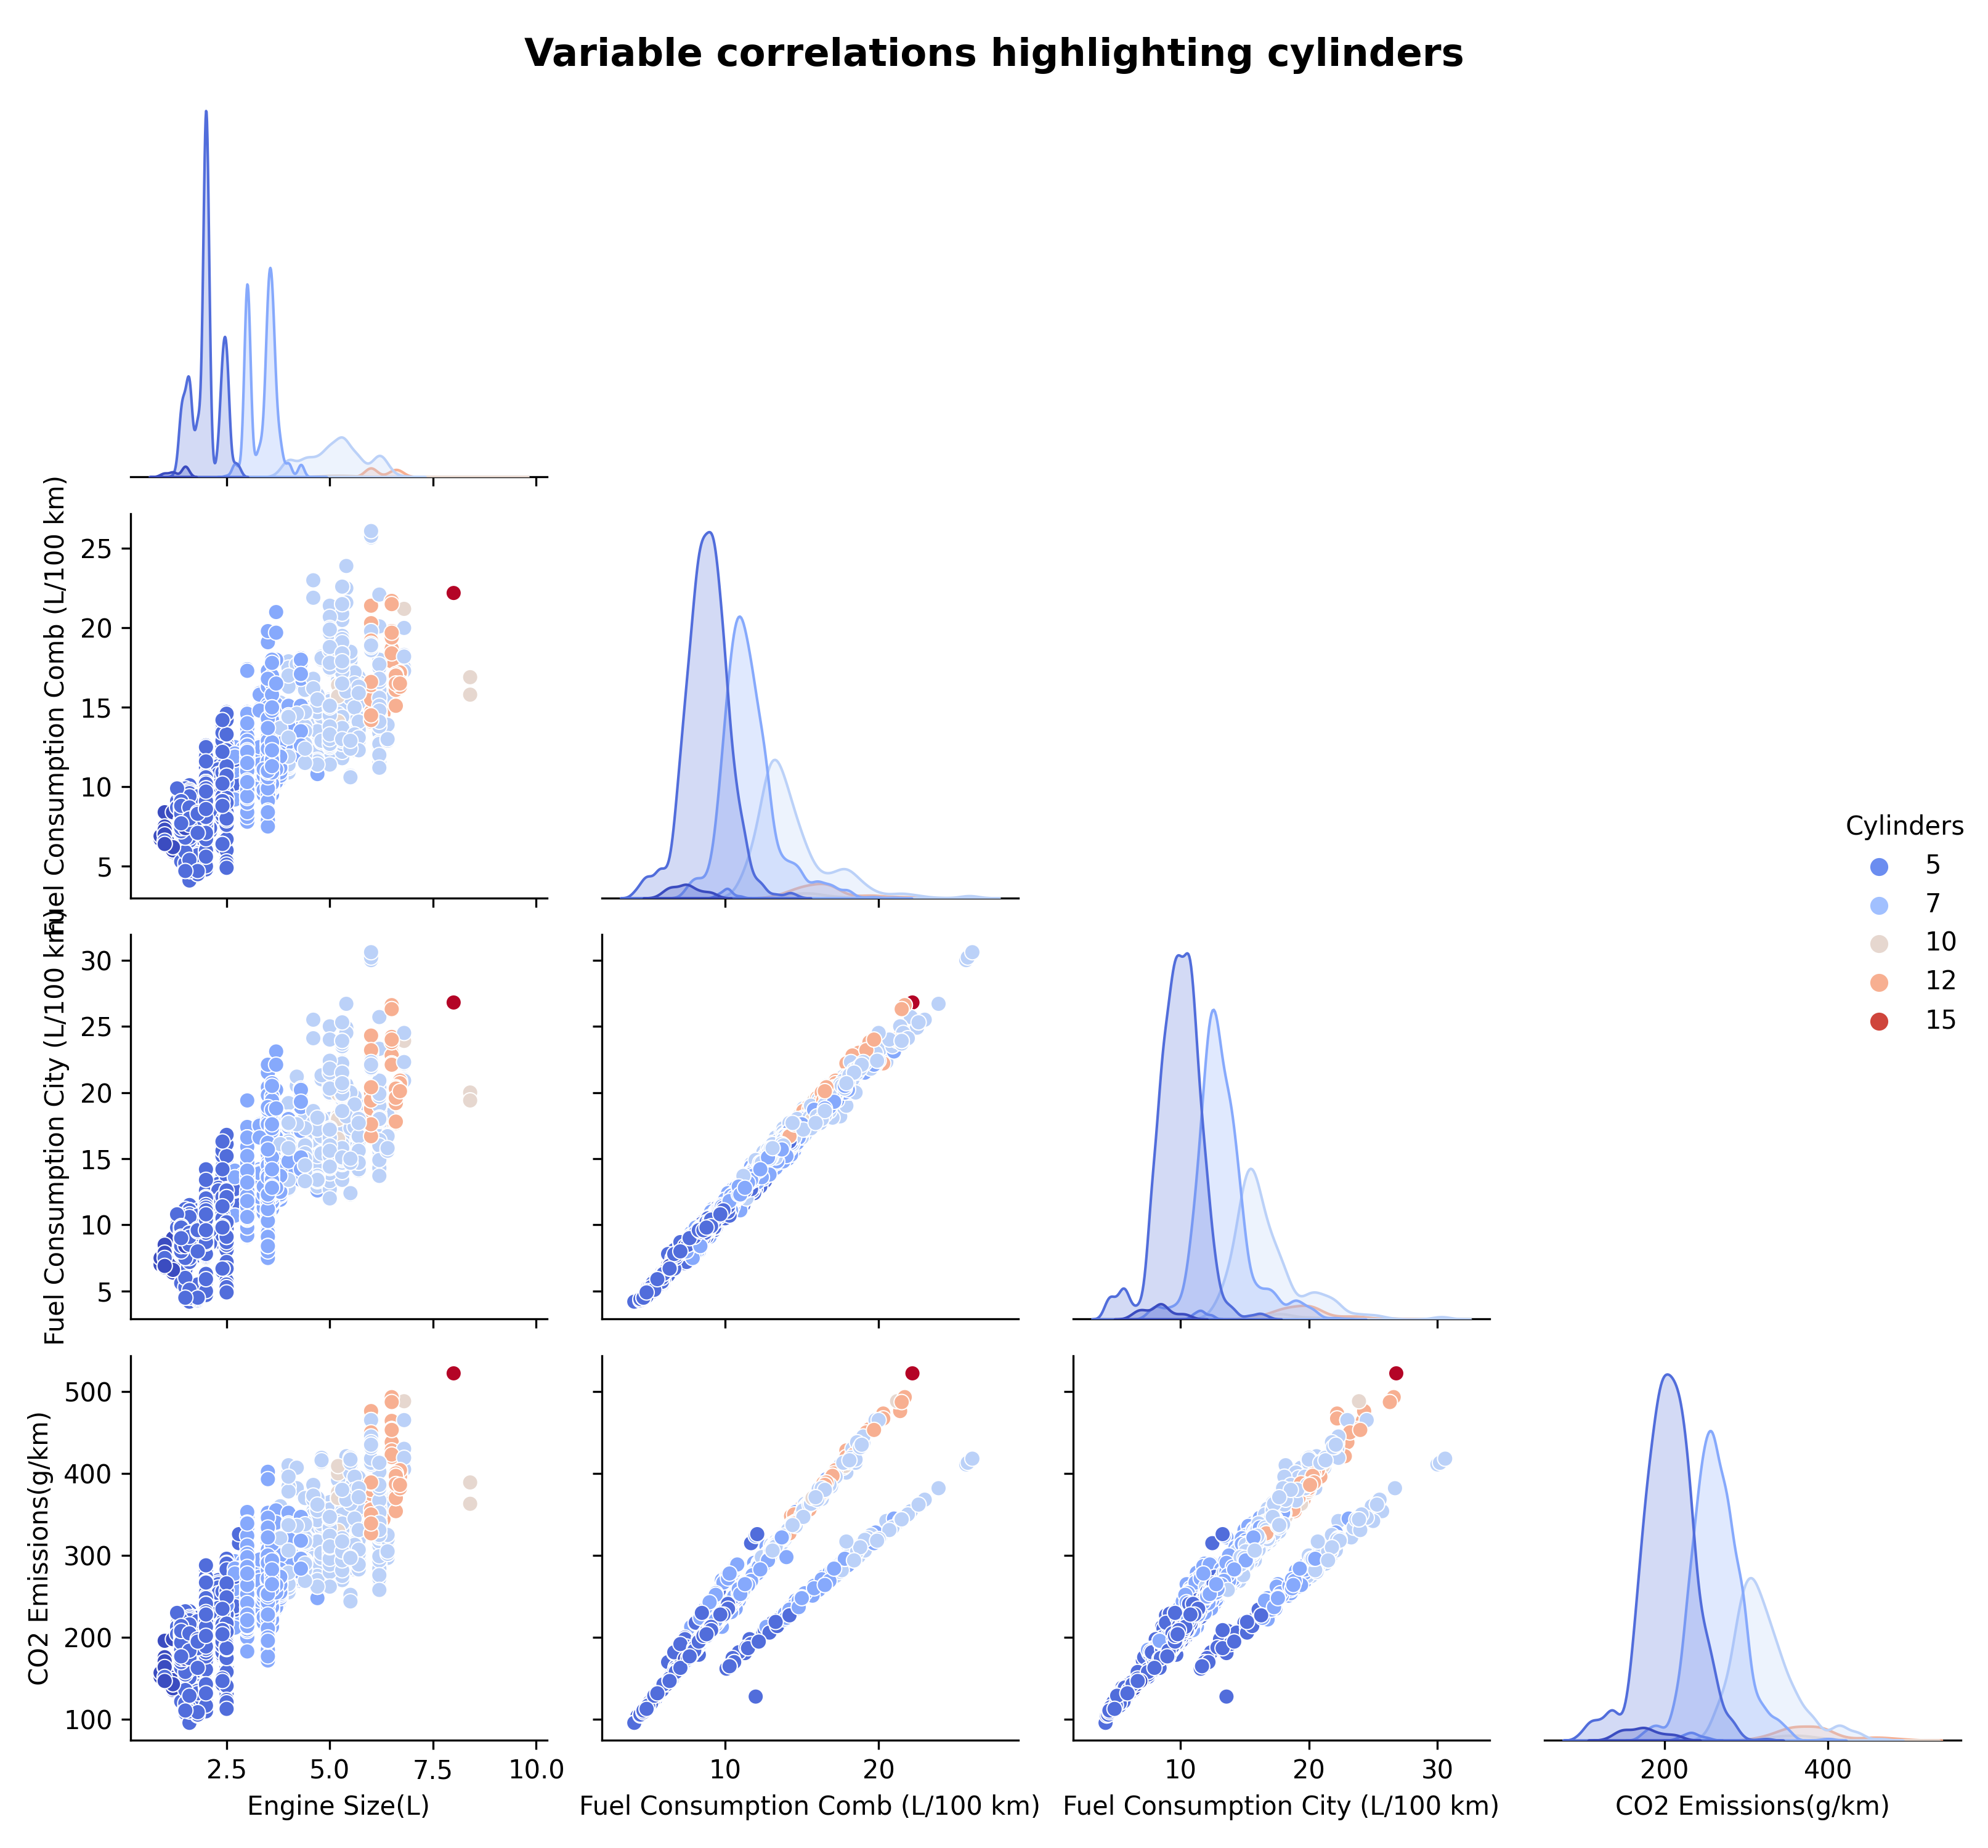 Variable correlations highlighting cylinders
Fuel Consumption Comb (L/100 km)
25
20
15
10
5
Fuel Consumption City (L/100 km)
30
25
20
15
10
5
Cylinders
5
7
10
12
15
CO2 Emissions(g/km)
500
400
300
200
100
2.5 5.0 7.5 10.0
10 20
10 20 30
200 400
Engine Size(L)
Fuel Consumption Comb (L/100 km)
Fuel Consumption City (L/100 km)
CO2 Emissions(g/km)